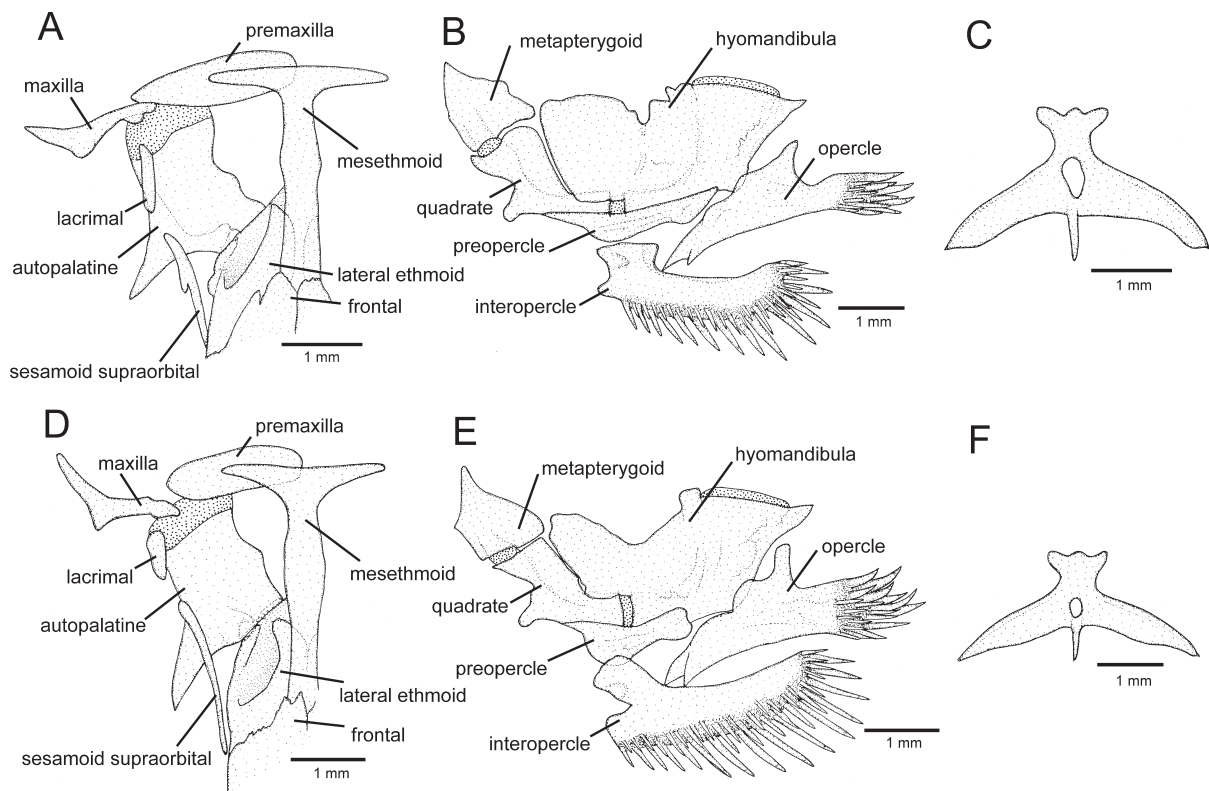 A
premaxilla
maxilla
mesethmoid
lacrimal
autopalatine
lateral ethmoid
frontal
sesamoid supraorbital
1 mm
B
metapterygoid
hyomandibula
opercle
quadrate
preopercle
interopercle
1 mm
C
1 mm
D
premaxilla
maxilla
lacrimal
mesethmoid
autopalatine
lateral ethmoid
frontal
sesamoid supraorbital
1 mm
E
metapterygoid
hyomandibula
opercle
quadrate
preopercle
interopercle
1 mm
F
1 mm